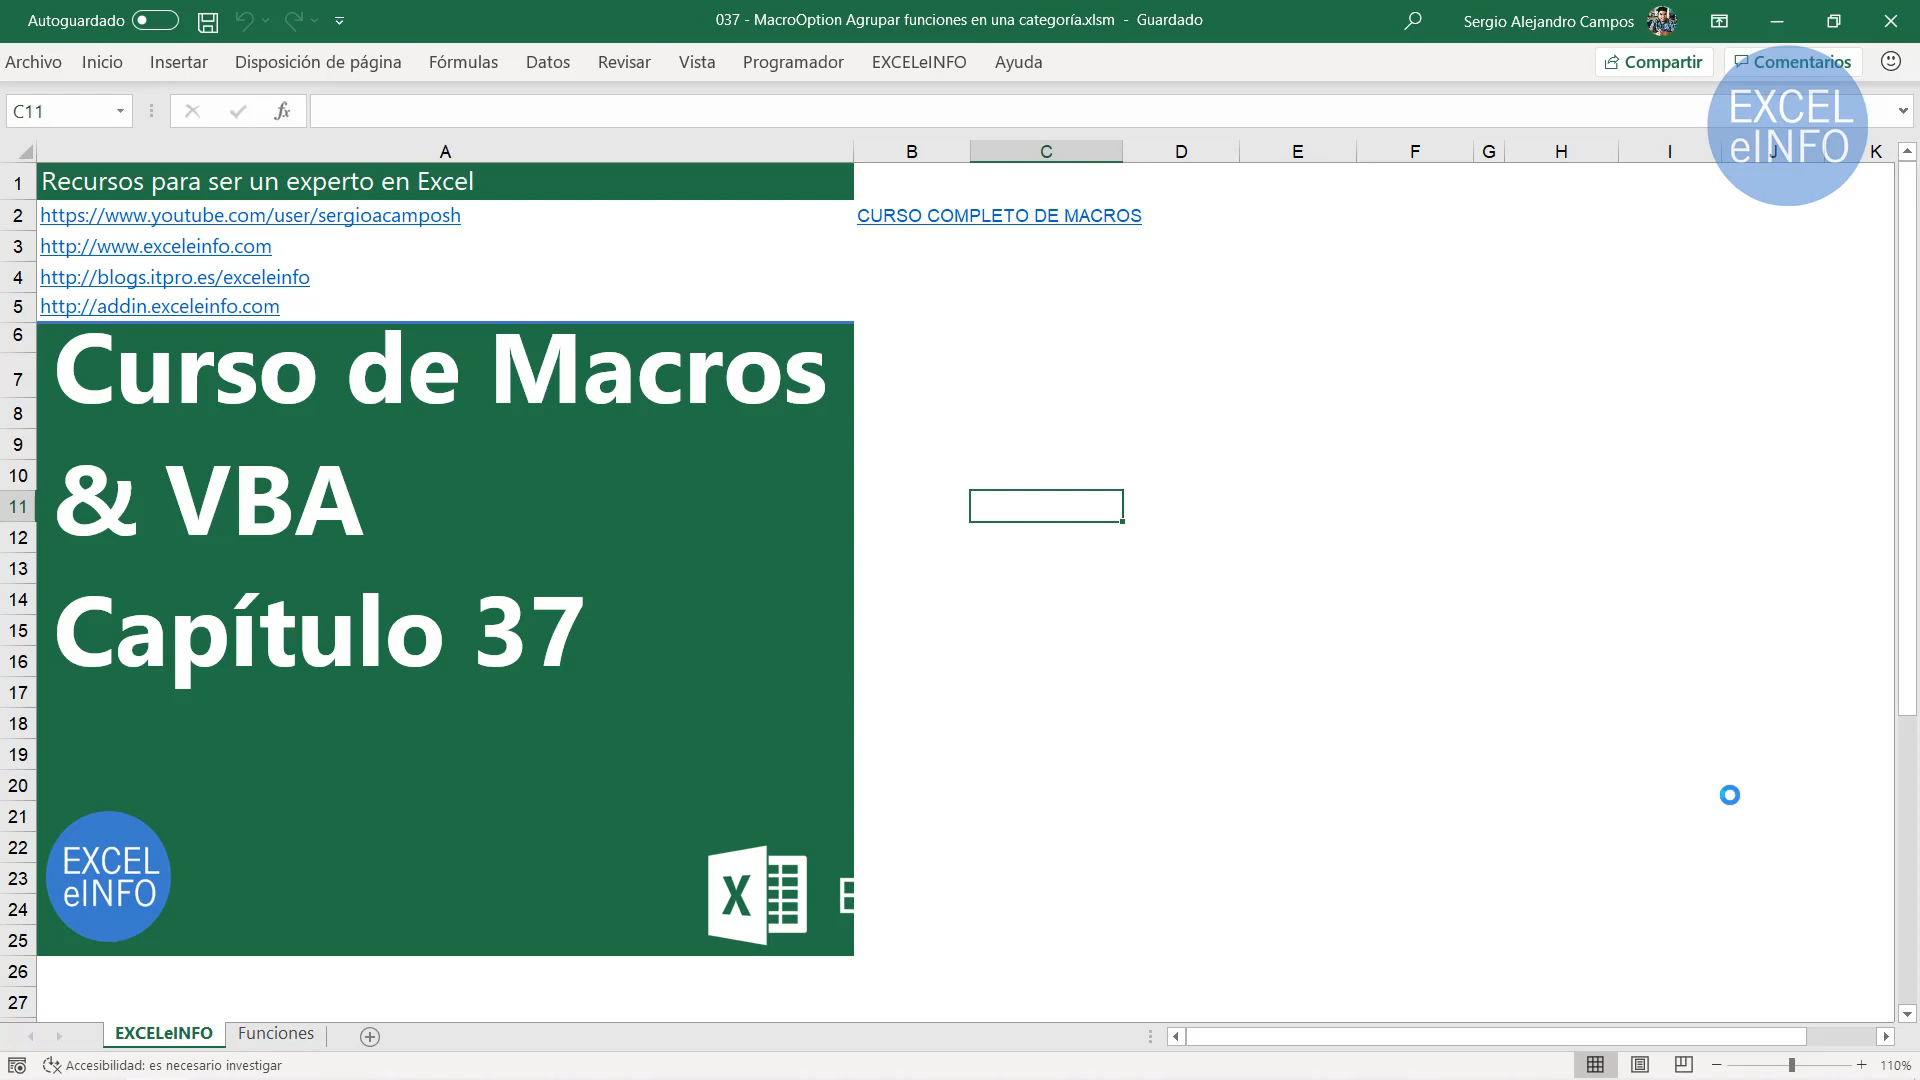 Autoguardado
037 - MacroOption Agrupar funciones en una categoría.xlsm - Guardado
Sergio Alejandro Campos
Archivo Inicio Insertar Disposición de página Fórmulas Datos Revisar Vista Programador EXCELeINFO Ayuda
Compartir Comentarios
C11
fx
EXCEL
eINFO
A B C D E F G H I J K
1 Recursos para ser un experto en Excel
2 https://www.youtube.com/user/sergioacamposh CURSO COMPLETO DE MACROS
3 http://www.exceleinfo.com
4 http://blogs.itpro.es/exceleinfo
5 http://addin.exceleinfo.com
6
Curso de Macros
7
8
9
10
& VBA
11
12
13
14
15
Capítulo 37
16
17
18
19
20
21
22
EXCEL
23
eINFO
X E
24
25
26
27
EXCELeINFO Funciones
Accesibilidad: es necesario investigar
110%